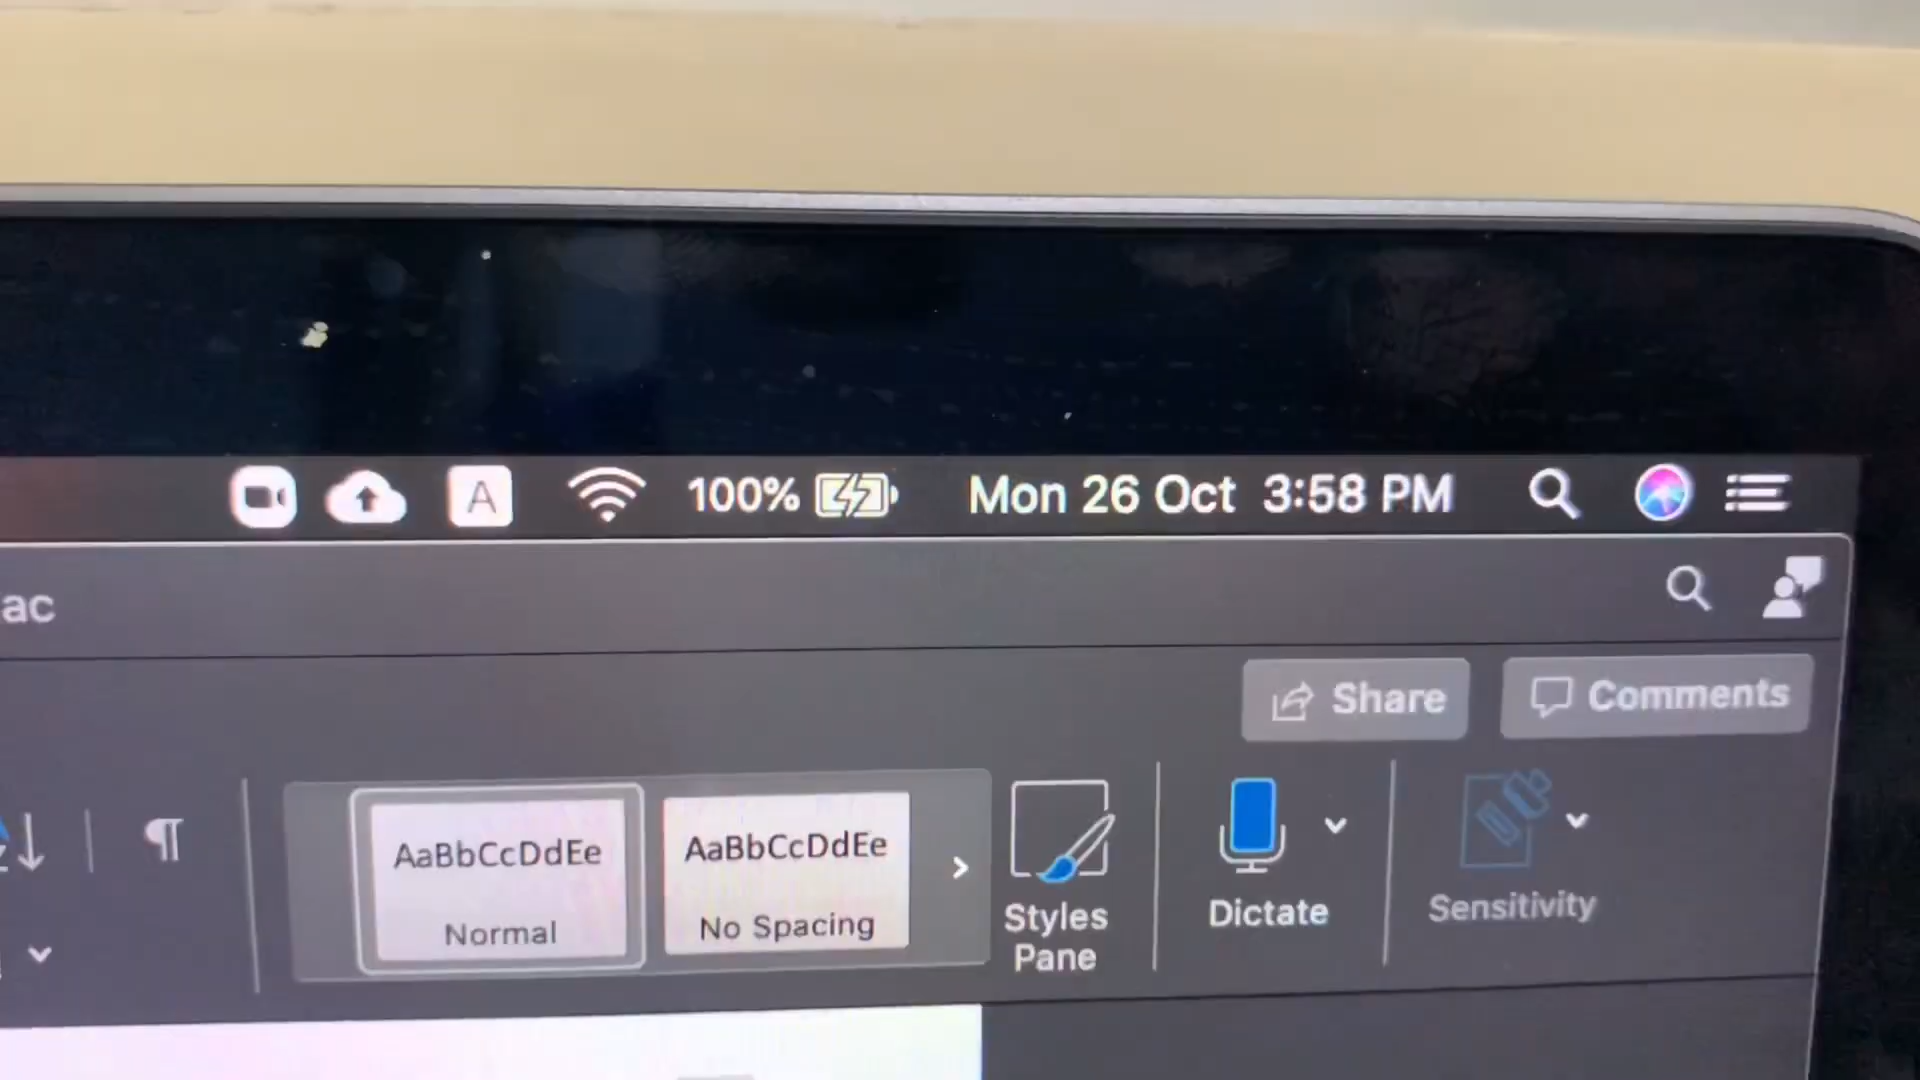 A 100% Mon 26 Oct 3:58 PM
ac
Share Comments
AaBbCcDdEe AaBbCcDdEe
Normal No Spacing
Styles
Pane
Dictate
Sensitivity